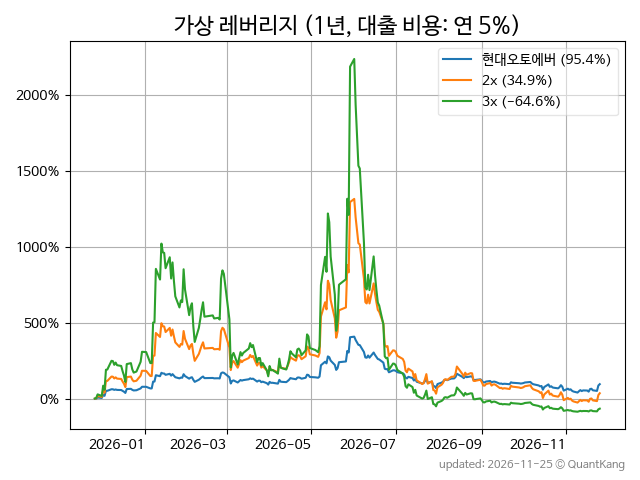 가상 레버리지 (1년, 대출 비용: 연 5%)
현대오토에버 (95.4%)
2x (34.9%)
3x (−64.6%)
2000%
1500%
1000%
500%
0%
2026−01 2026−03 2026−05 2026−07 2026−09 2026−11
updated: 2026-11-25 ⓒ QuantKang